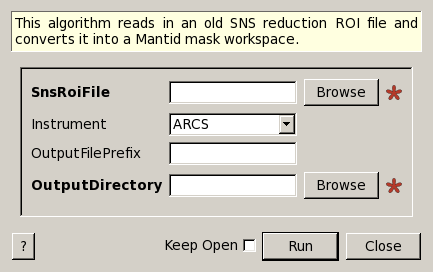 This algorithm reads in an old SNS reduction ROI file and
converts it into a Mantid mask workspace.
SnsRoiFile Browse *
Instrument ARCS
OutputFilePrefix
OutputDirectory Browse *
? Keep Open Run Close